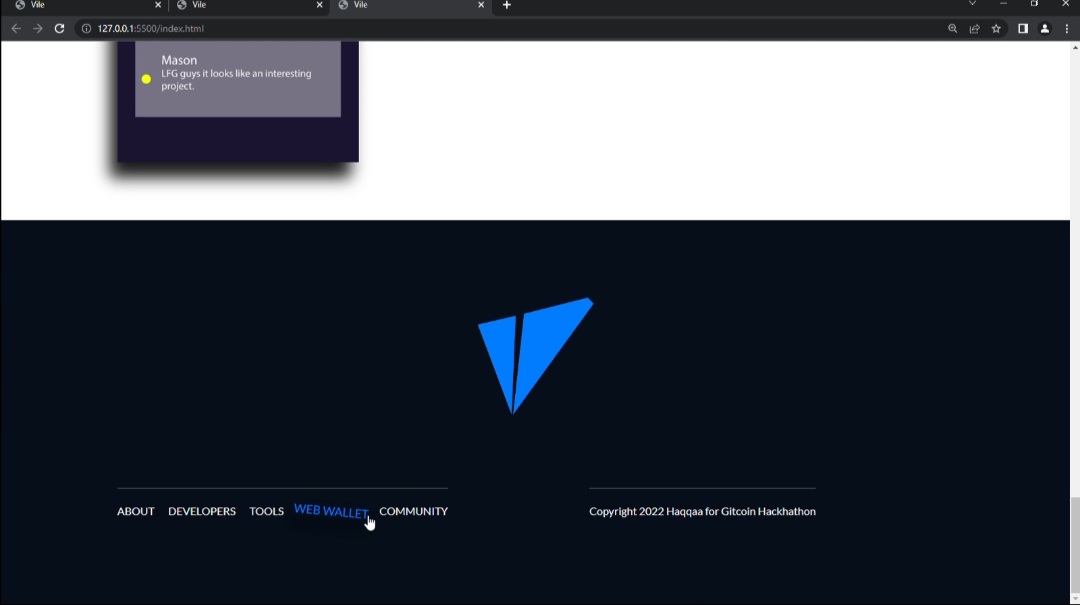 Vile
Vile
Vile
127.0.0.1:5500/index.html
Mason
LFG guys it looks like an interesting
project.
ABOUT DEVELOPERS TOOLS WEB WALLET COMMUNITY
Copyright 2022 Haqqaa for Gitcoin Hackhathon